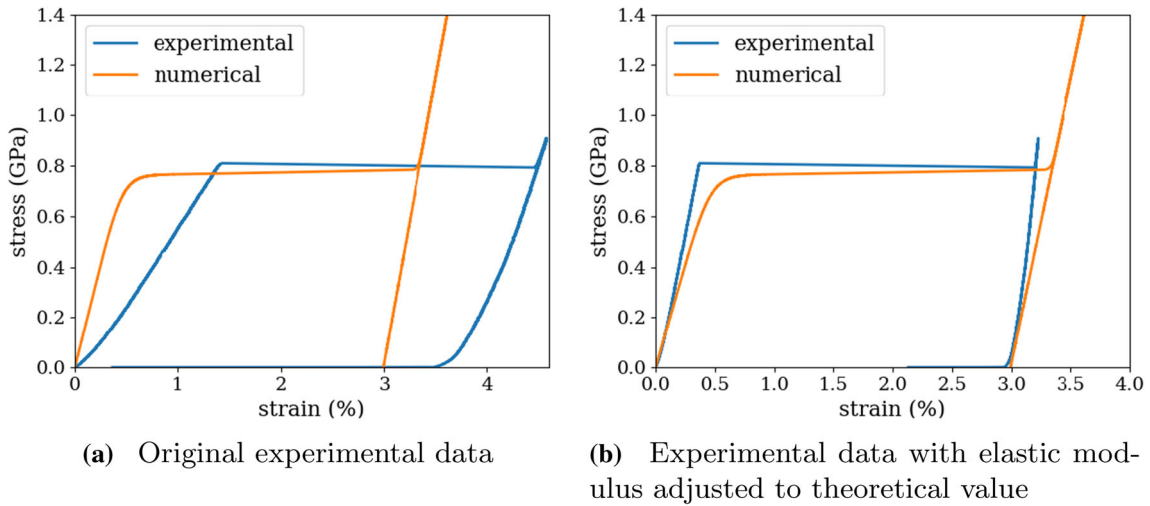 1.4
1.2
1.0
0.8
0.6
0.4
0.2
0.0
stress (GPa)
experimental
numerical
0
1
2
3
4
strain (%)
(a) Original experimental data
1.4
1.2
1.0
0.8
0.6
0.4
0.2
0.0
stress (GPa)
experimental
numerical
0.0
0.5
1.0
1.5
2.0
2.5
3.0
3.5
4.0
strain (%)
(b) Experimental data with elastic mod-
ulus adjusted to theoretical value